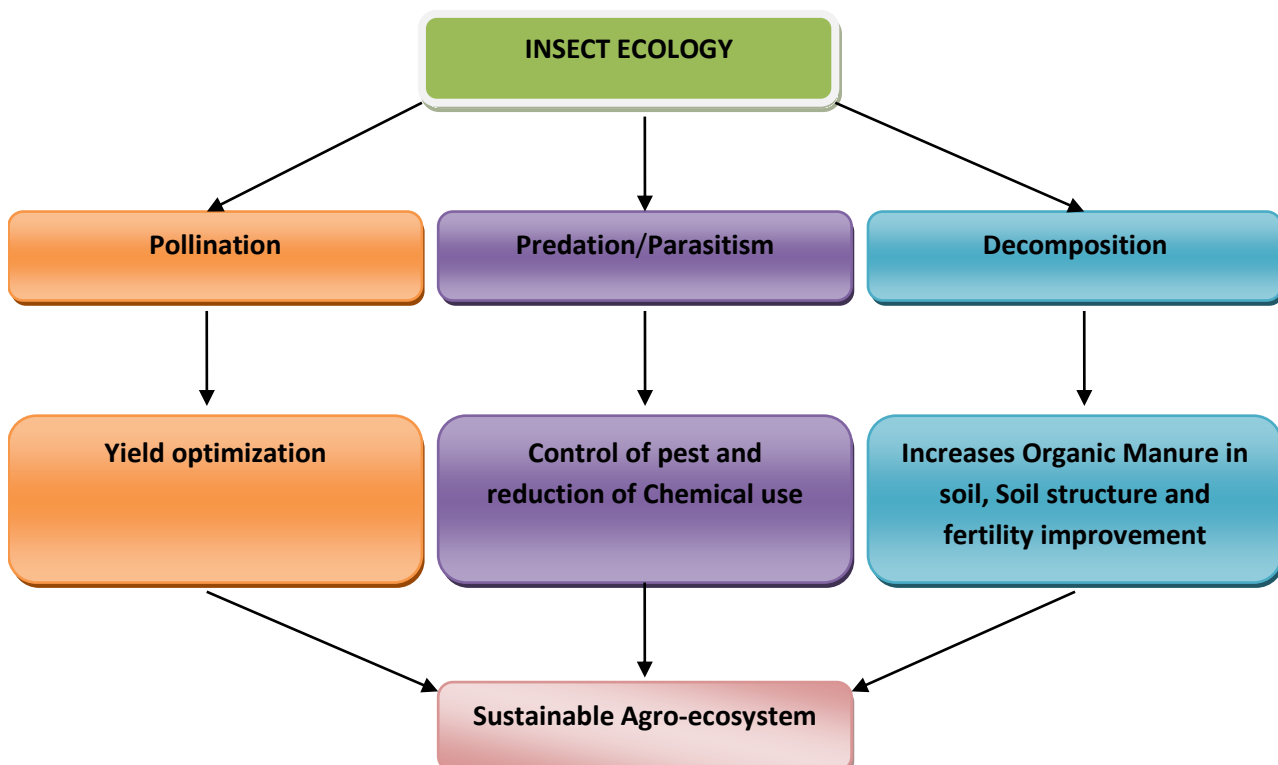 INSECT ECOLOGY
Pollination
Predation/Parasitism
Decomposition
Yield optimization
Control of pest and
reduction of Chemical use
Increases Organic Manure in
soil, Soil structure and
fertility improvement
Sustainable Agro-ecosystem